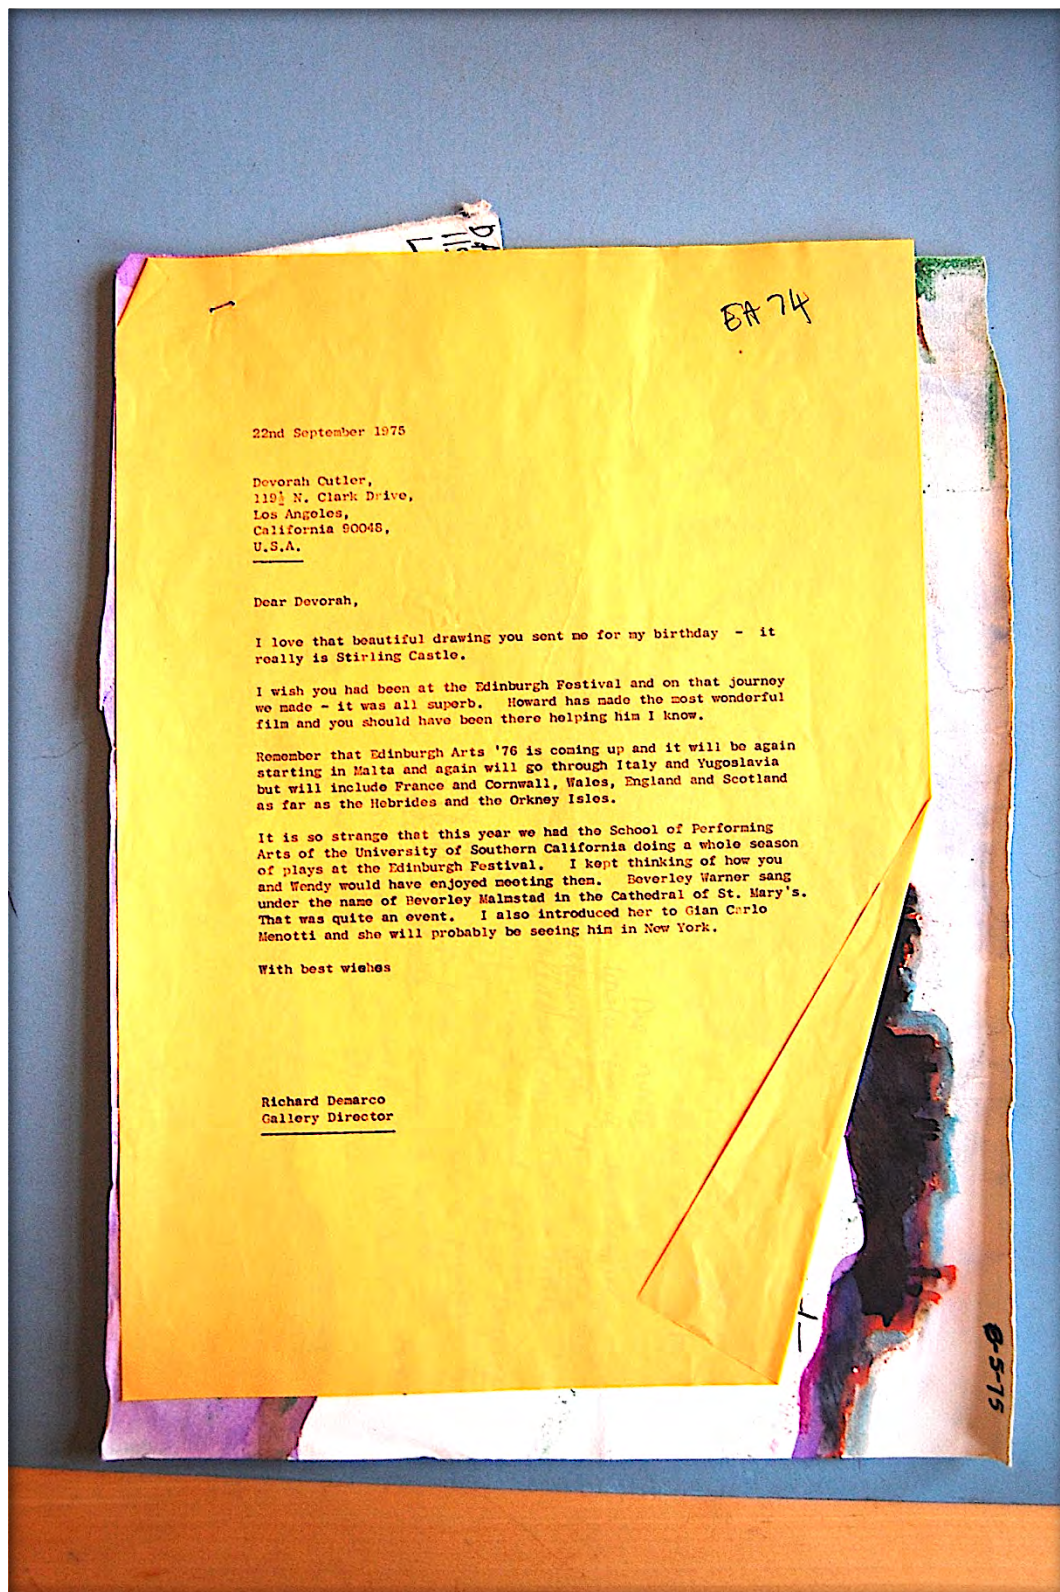 EA 74
22nd September 1975
Devorah Cutler,
119½ N. Clark Drive,
Los Angeles,
California 90048,
U.S.A.
Dear Devorah,
I love that beautiful drawing you sent me for my birthday - it
really is Stirling Castle.
I wish you had been at the Edinburgh Festival and on that journey
we made - it was all superb. Howard has made the most wonderful
film and you should have been there helping him I know.
Remember that Edinburgh Arts '76 is coming up and it will be again
starting in Malta and again will go through Italy and Yugoslavia
but will include France and Cornwall, Wales, England and Scotland
as far as the Hebrides and the Orkney Isles.
It is so strange that this year we had the School of Performing
Arts of the University of Southern California doing a whole season
of plays at the Edinburgh Festival. I kept thinking of how you
and Wendy would have enjoyed meeting them. Beverley Warner sang
under the name of Beverley Malmstad in the Cathedral of St. Mary's.
That was quite an event. I also introduced her to Gian Carlo
Menotti and she will probably be seeing him in New York.
With best wishes
Richard Demarco
Gallery Director
8-5-75